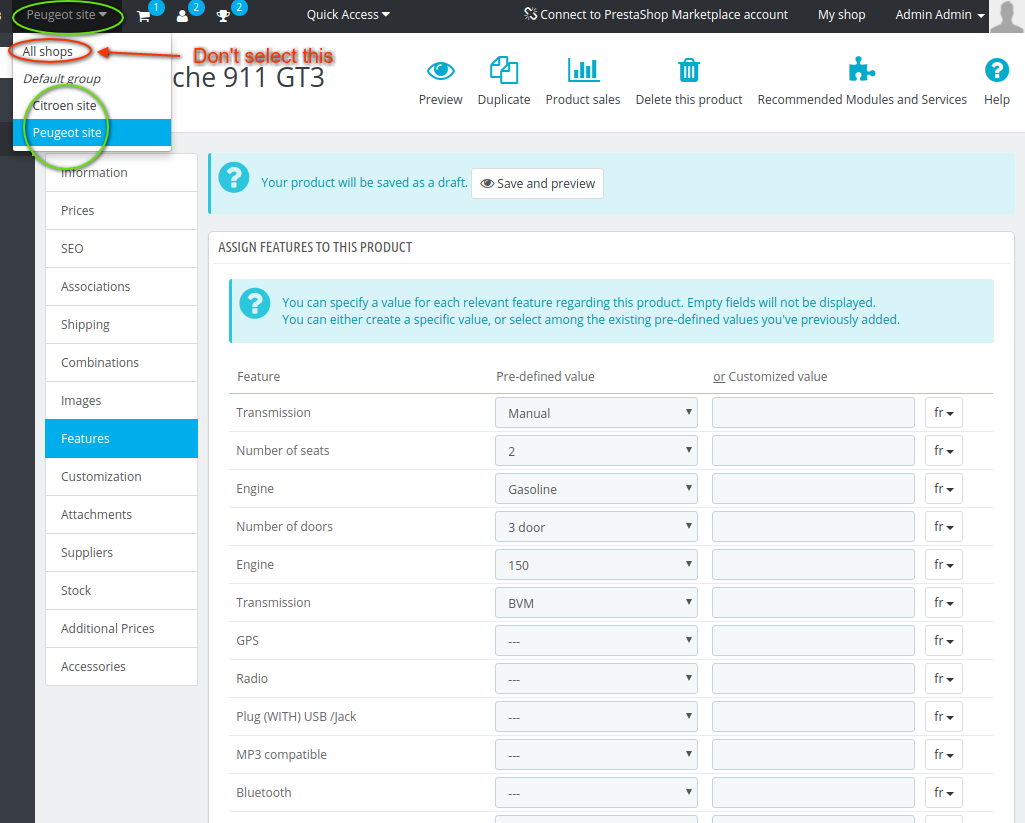 Peugeot site
1
2
2
Quick Access
Connect to PrestaShop Marketplace account
My shop
Admin Admin
All shops
Don't select this
Default group
Citroen site
Peugeot site
che 911 GT3
Preview
Duplicate
Product sales
Delete this product
Recommended Modules and Services
Help
Information
Prices
SEO
Associations
Shipping
Combinations
Images
Features
Customization
Attachments
Suppliers
Stock
Additional Prices
Accessories
Your product will be saved as a draft. Save and preview
ASSIGN FEATURES TO THIS PRODUCT
You can specify a value for each relevant feature regarding this product. Empty fields will not be displayed.
You can either create a specific value, or select among the existing pre-defined values you've previously added.
Feature Pre-defined value or Customized value
Transmission Manual fr
Number of seats 2 fr
Engine Gasoline fr
Number of doors 3 door fr
Engine 150 fr
Transmission BVM fr
GPS --- fr
Radio --- fr
Plug (WITH) USB /Jack --- fr
MP3 compatible --- fr
Bluetooth --- fr